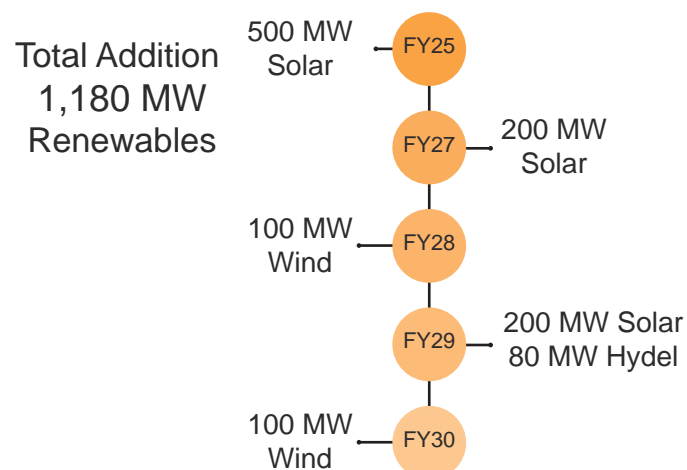 Total Addition
1,180 MW
Renewables
500 MW
Solar
FY25
FY27
200 MW
Solar
100 MW
Wind
FY28
FY29
200 MW Solar
80 MW Hydel
100 MW
Wind
FY30